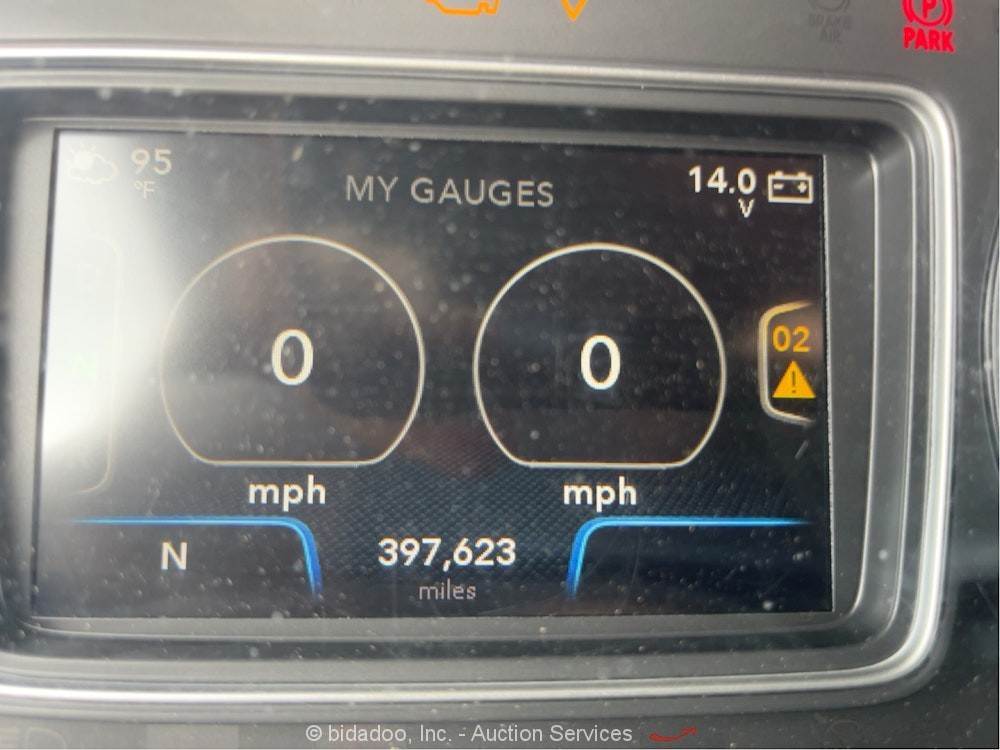 P
PARK
95
°F
MY GAUGES
14.0
V
0
0
02
mph
mph
N
397,623
miles
© bidadoo, Inc. - Auction Services